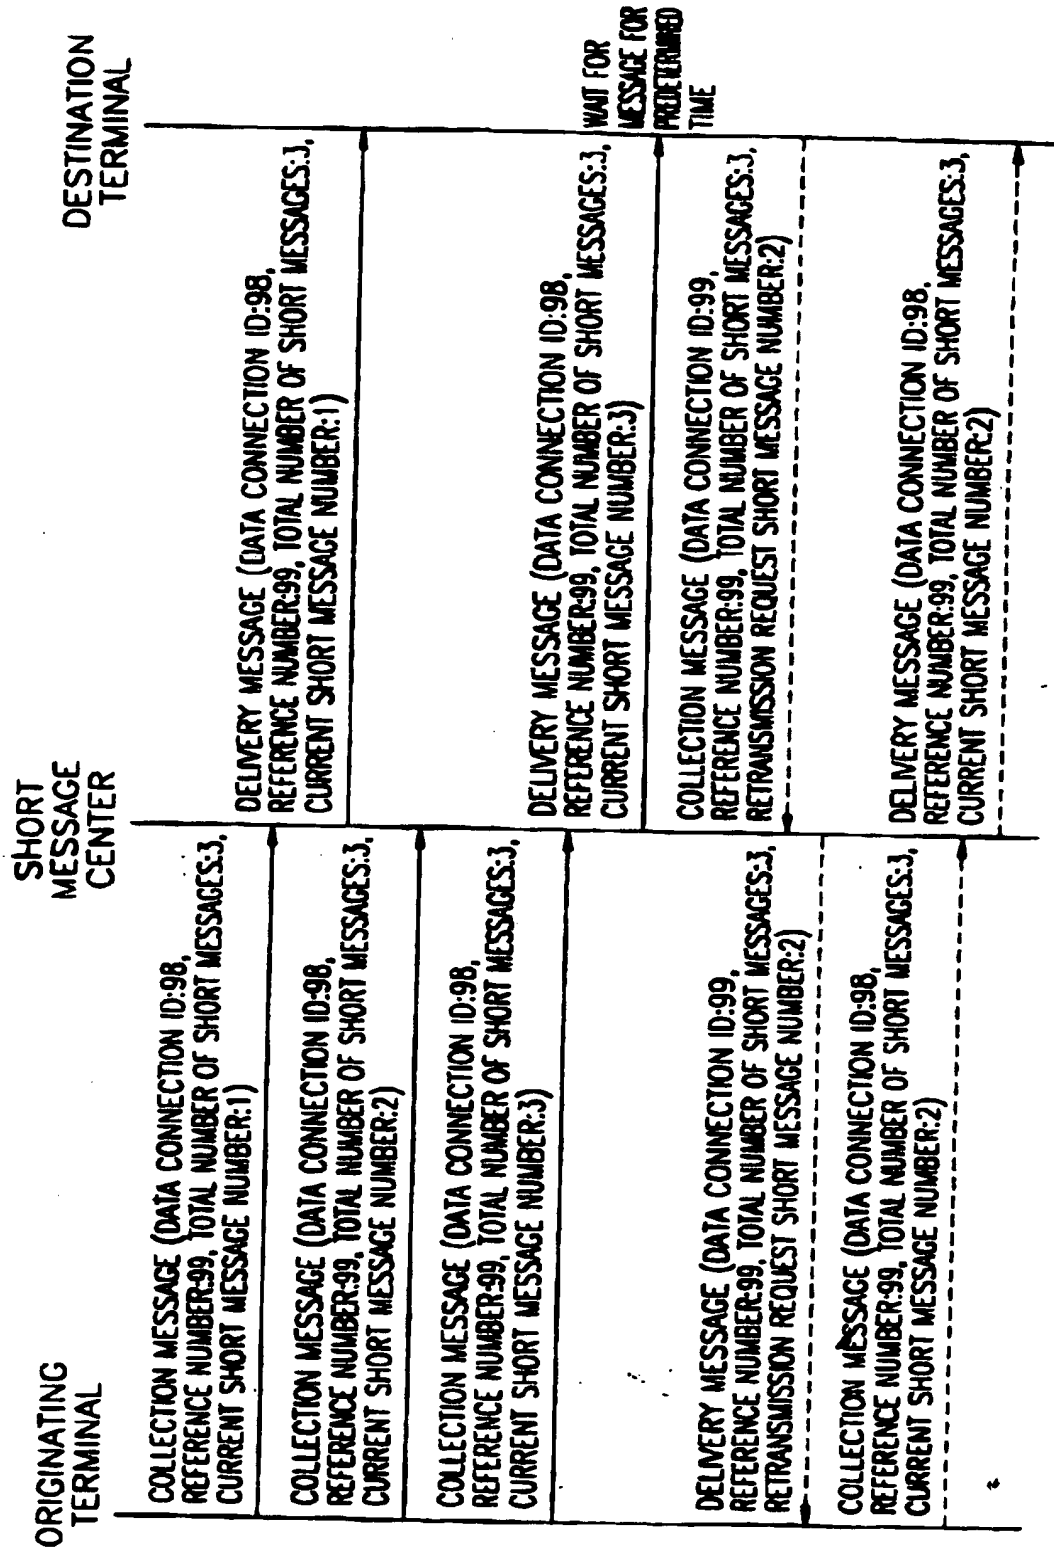 ORIGINATING
TERMINAL
SHORT
MESSAGE
CENTER
DESTINATION
TERMINAL
COLLECTION MESSAGE (DATA CONNECTION ID:98,
REFERENCE NUMBER:99, TOTAL NUMBER OF SHORT MESSAGES:3,
CURRENT SHORT MESSAGE NUMBER:1)
DELIVERY MESSAGE (DATA CONNECTION ID:98,
REFERENCE NUMBER:99, TOTAL NUMBER OF SHORT MESSAGES:3,
CURRENT SHORT MESSAGE NUMBER:1)
COLLECTION MESSAGE (DATA CONNECTION ID:98,
REFERENCE NUMBER:99, TOTAL NUMBER OF SHORT MESSAGES:3,
CURRENT SHORT MESSAGE NUMBER:2)
COLLECTION MESSAGE (DATA CONNECTION ID:98,
REFERENCE NUMBER:99, TOTAL NUMBER OF SHORT MESSAGES:3,
CURRENT SHORT MESSAGE NUMBER:3)
DELIVERY MESSAGE (DATA CONNECTION ID:98,
REFERENCE NUMBER:99, TOTAL NUMBER OF SHORT MESSAGES:3,
CURRENT SHORT MESSAGE NUMBER:3)
WAIT FOR
MESSAGE FOR
PREDETERMINED
TIME
COLLECTION MESSAGE (DATA CONNECTION ID:99,
REFERENCE NUMBER:99, TOTAL NUMBER OF SHORT MESSAGES:3,
RETRANSMISSION REQUEST SHORT MESSAGE NUMBER:2)
DELIVERY MESSAGE (DATA CONNECTION ID:99,
REFERENCE NUMBER:99, TOTAL NUMBER OF SHORT MESSAGES:3,
RETRANSMISSION REQUEST SHORT MESSAGE NUMBER:2)
COLLECTION MESSAGE (DATA CONNECTION ID:98,
REFERENCE NUMBER:99, TOTAL NUMBER OF SHORT MESSAGES:3,
CURRENT SHORT MESSAGE NUMBER:2)
DELIVERY MESSAGE (DATA CONNECTION ID:98,
REFERENCE NUMBER:99, TOTAL NUMBER OF SHORT MESSAGES:3,
CURRENT SHORT MESSAGE NUMBER:2)